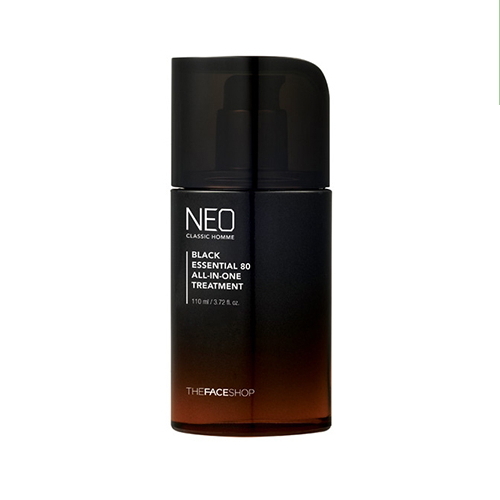 NEO
CLASSIC HOMME
BLACK
ESSENTIAL 80
ALL-IN-ONE
TREATMENT
110 ml / 3.72 fl. oz.
THEFACESHOP